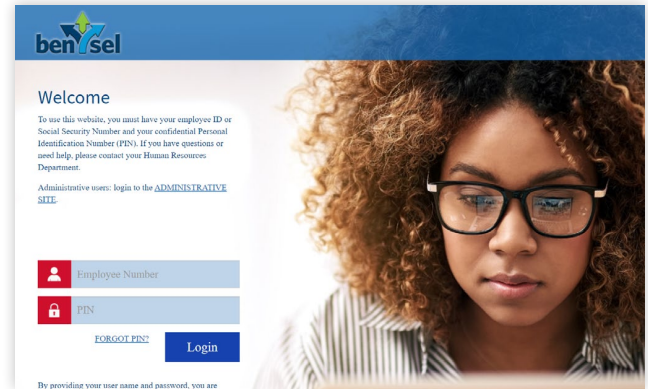 benYsel
Welcome
To use this website, you must have your employee ID or
Social Security Number and your confidential Personal
Identification Number (PIN). If you have questions or
need help, please contact your Human Resources
Department.
Administrative users: login to the ADMINISTRATIVE
SITE.
Employee Number
PIN
FORGOT PIN?
Login
By providing your user name and password, you are